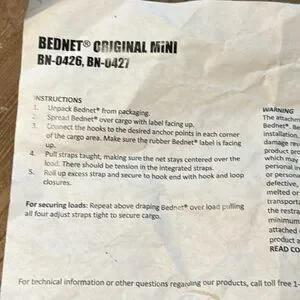 BEDNET® ORIGINAL MINI
BN-0426, BN-0427
INSTRUCTIONS
1. Unpack Bednet® from packaging.
2. Spread Bednet® over cargo with label facing up.
3. Connect the hooks to the desired anchor points in each corner
of the cargo area. Make sure the rubber Bednet® label is facing
up.
4. Pull straps taught, making sure the net stays centered over the
load. There should be tension in the integrated straps.
5. Roll up excess strap and secure to hook end with hook and loop
closures.
For securing loads: Repeat above draping Bednet® over load pulling
all four adjust straps tight to secure cargo.
WARNING
The attachm
Bednet®.
installation.
damage re
product pro
which may
personal in
or persona
defective,
melted or
transporta
the restra
minimum
attached
product a
READ CO
For technical information or other questions regarding our products, call toll free 1-